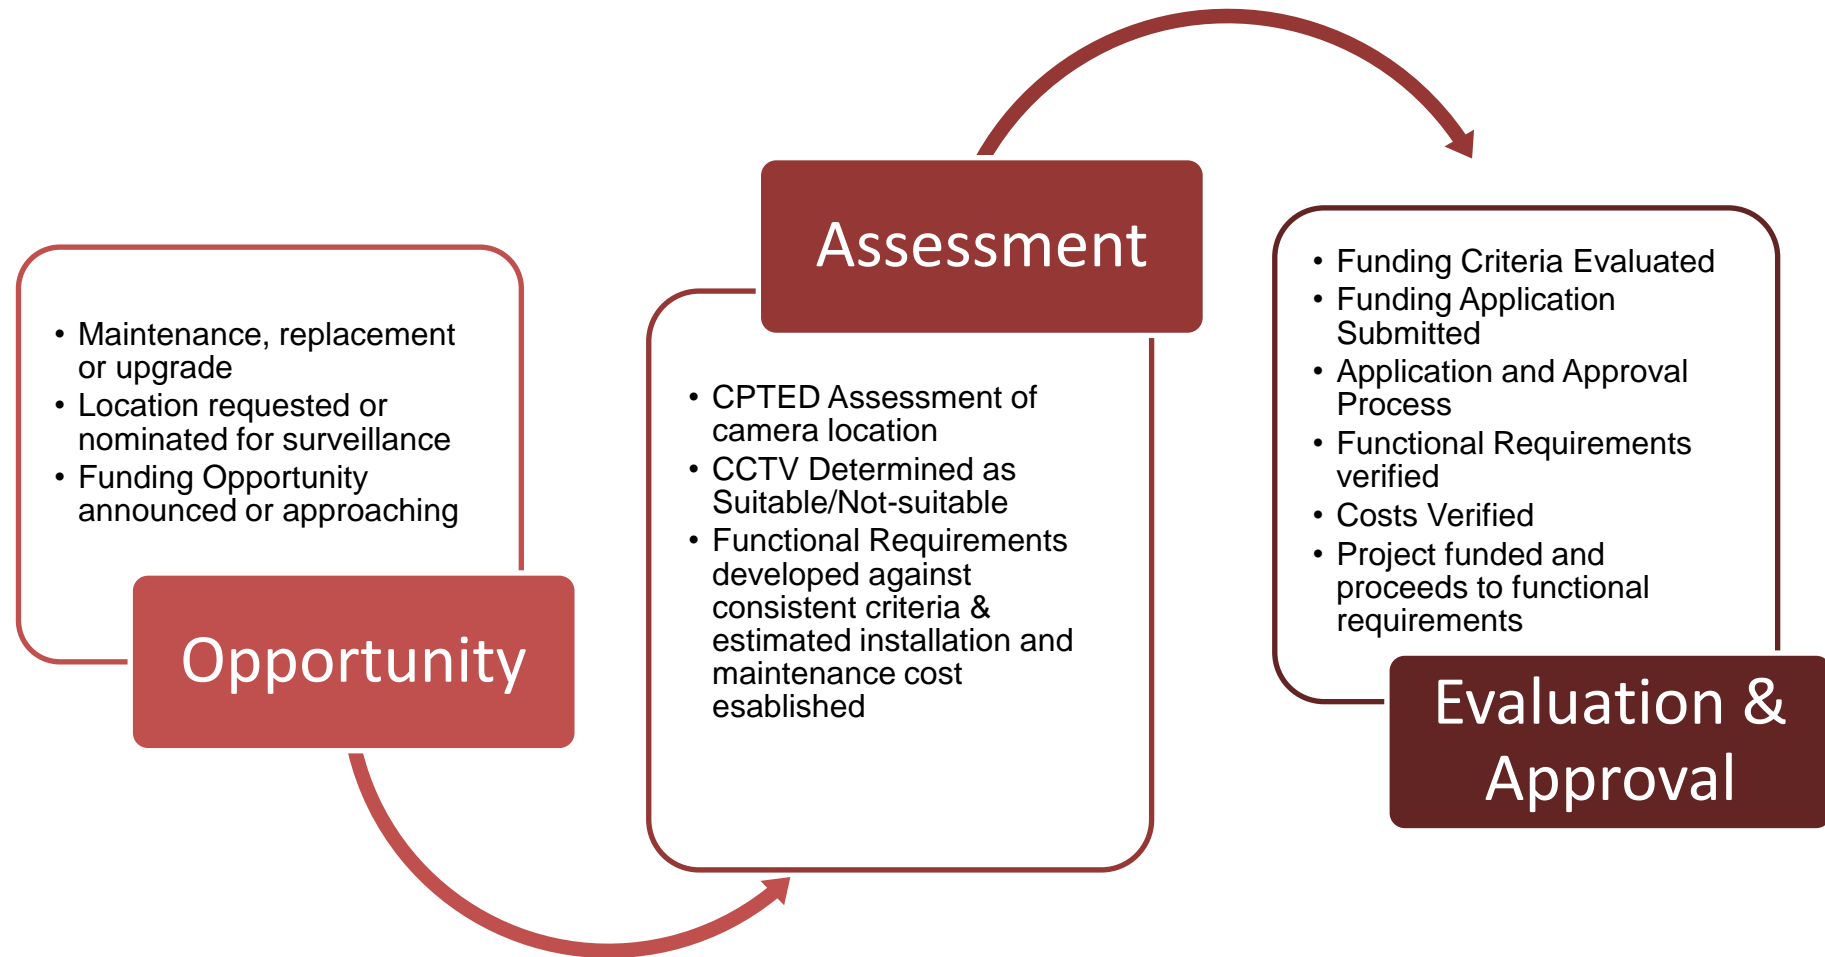 • Maintenance, replacement
or upgrade
• Location requested or
nominated for surveillance
• Funding Opportunity
announced or approaching
Opportunity
Assessment
• CPTED Assessment of
camera location
• CCTV Determined as
Suitable/Not-suitable
• Functional Requirements
developed against
consistent criteria &
estimated installation and
maintenance cost
esablished
• Funding Criteria Evaluated
• Funding Application
Submitted
• Application and Approval
Process
• Functional Requirements
verified
• Costs Verified
• Project funded and
proceeds to functional
requirements
Evaluation &
Approval